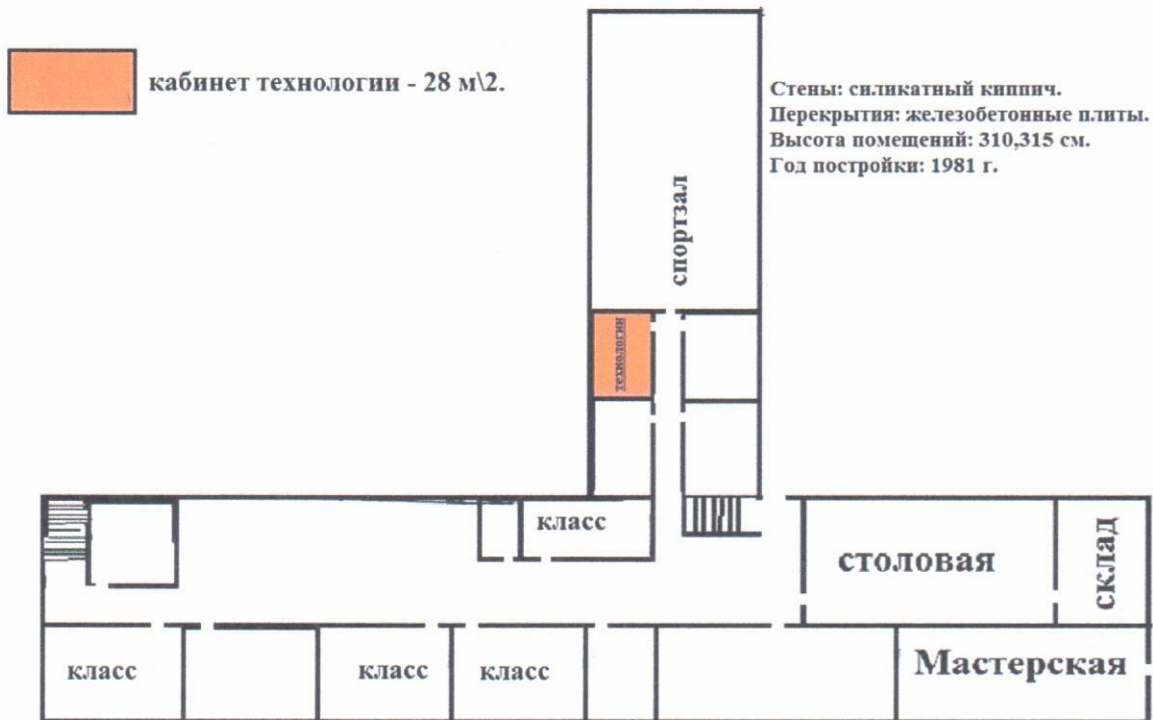 кабинет технологии - 28 м\2.
Стены: силикатный киппич.
Перекрытия: железобетонные плиты.
Высота помещений: 310,315 см.
Год постройки: 1981 г.
спортзал
технологии
класс
столовая
склад
класс
класс
класс
Мастерская